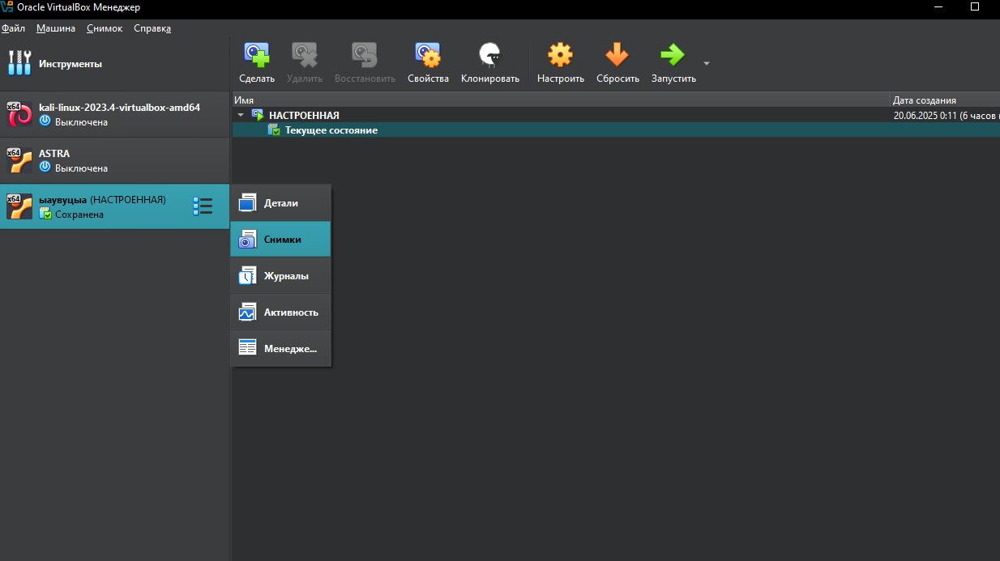 Oracle VirtualBox Менеджер
Файл Машина Снимок Справка
Инструменты
Сделать Удалить Восстановить Свойства Клонировать Настроить Сбросить Запустить
Имя Дата создания
x64 kali-linux-2023.4-virtualbox-amd64
Выключена
НАСТРОЕННАЯ 20.06.2025 0:11 (6 часов
Текущее состояние
x64 ASTRA
Выключена
x64 ыаувуцыа (НАСТРОЕННАЯ)
Сохранена
Детали
Снимки
Журналы
Активность
Менедже...